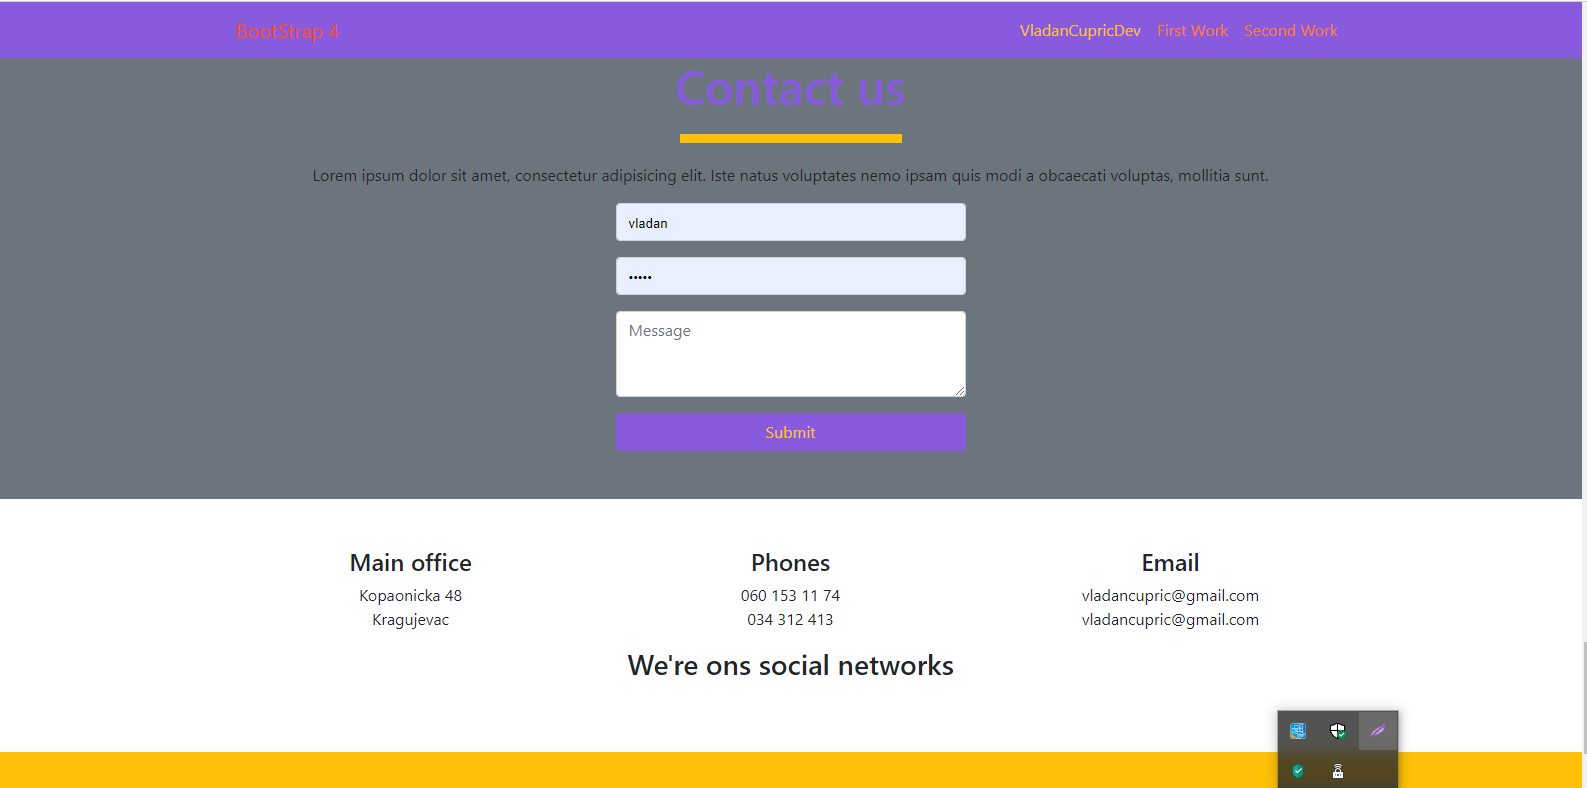 BootStrap 4
VladanCupricDev First Work Second Work
Contact us
Lorem ipsum dolor sit amet, consectetur adipisicing elit. Iste natus voluptates nemo ipsam quis modi a obcaecati voluptas, mollitia sunt.
vladan
•••••
Message
Submit
Main office
Kopaonicka 48
Kragujevac
Phones
060 153 11 74
034 312 413
Email
vladancupric@gmail.com
vladancupric@gmail.com
We're ons social networks